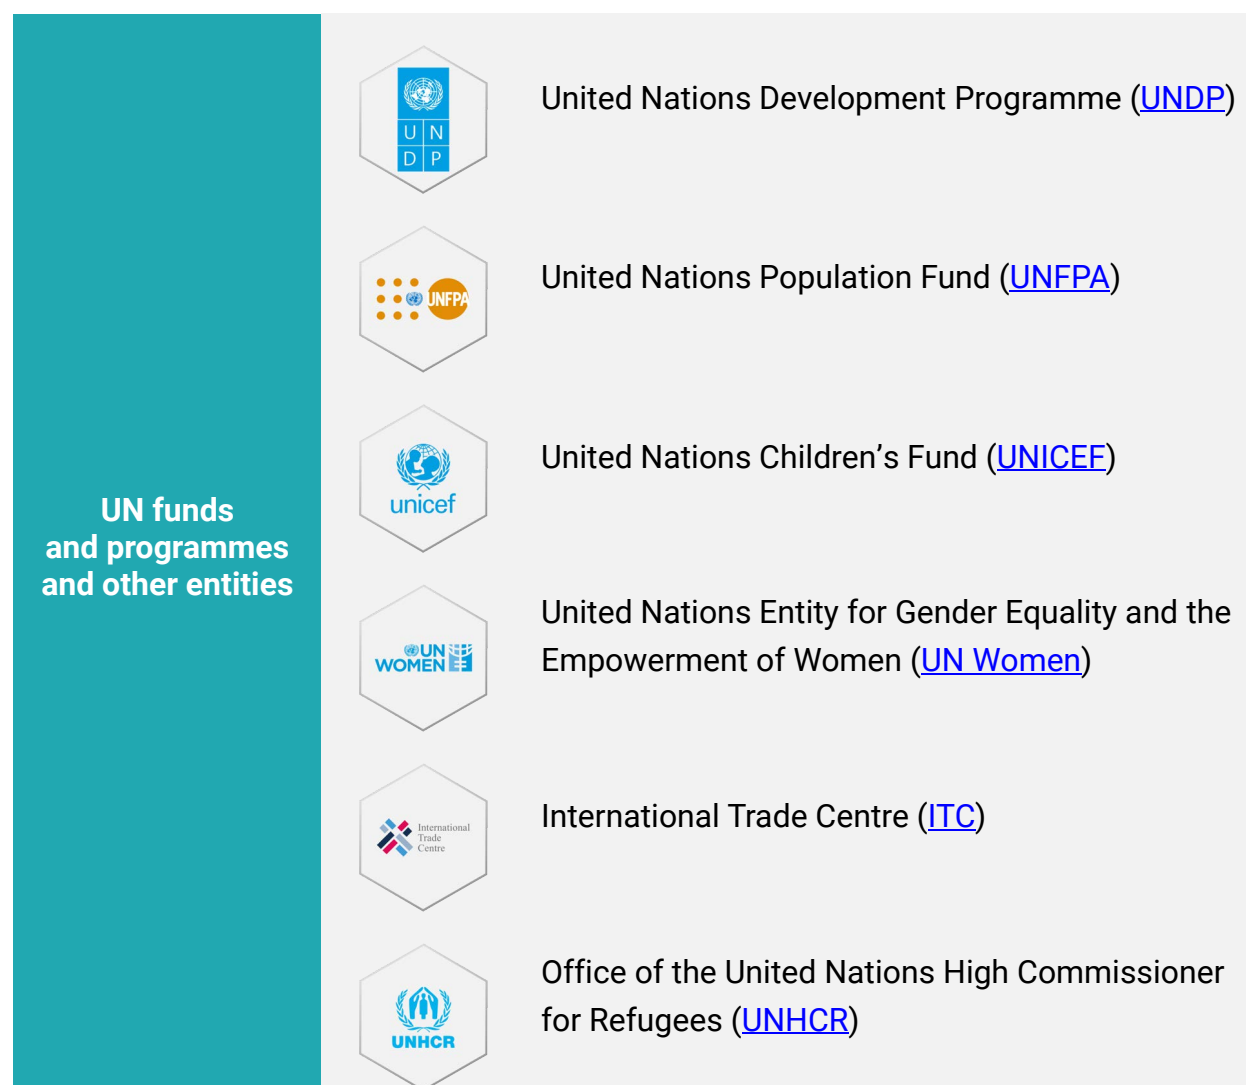 UN funds
and programmes
and other entities
U N
D P
United Nations Development Programme (UNDP)
UNFPA
United Nations Population Fund (UNFPA)
unicef
United Nations Children’s Fund (UNICEF)
UN
WOMEN
United Nations Entity for Gender Equality and the
Empowerment of Women (UN Women)
International
Trade
Centre
International Trade Centre (ITC)
UNHCR
Office of the United Nations High Commissioner
for Refugees (UNHCR)